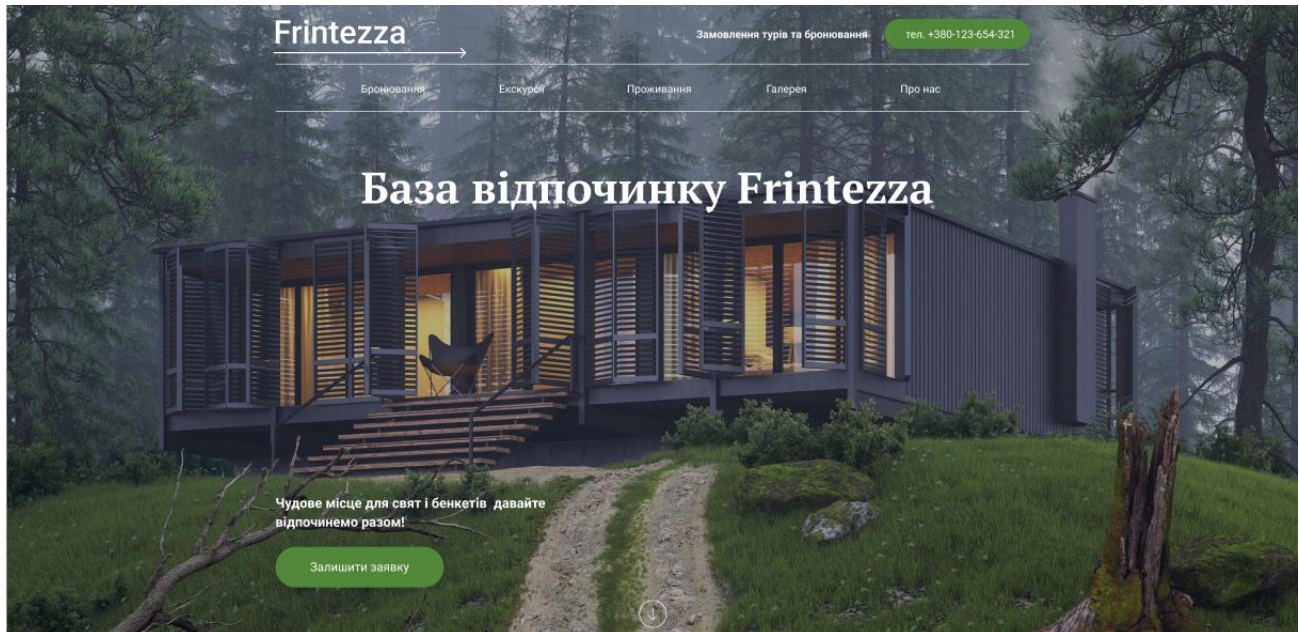 Frintezza
Замовлення турів та бронювання
тел. +380-123-654-321
Бронювання
Екскурсії
Проживання
Галерея
Про нас
База відпочинку Frintezza
Чудове місце для свят і бенкетів давайте
відпочинемо разом!
Залишити заявку